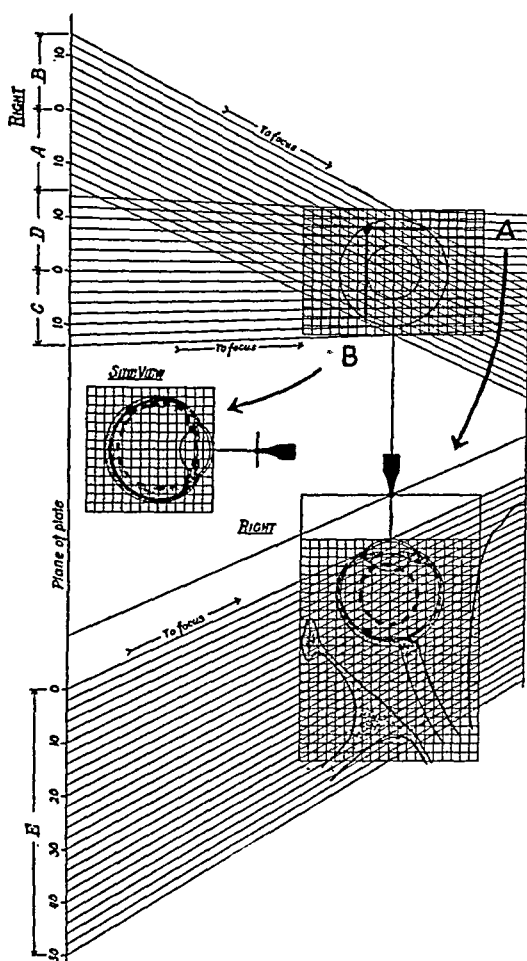 RIGHT
B
A
D
C
10
0
10
10
0
10
To focus
A
To focus
B
SIDE VIEW
RIGHT
Plane of plate
To focus
E
0
10
20
30
40
50